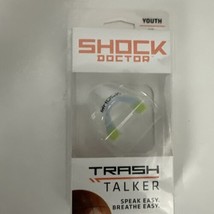 YOUTH
SHOCK
DOCTOR
TRASH
TALKER
SPEAK EASY.
BREATHE EASY.